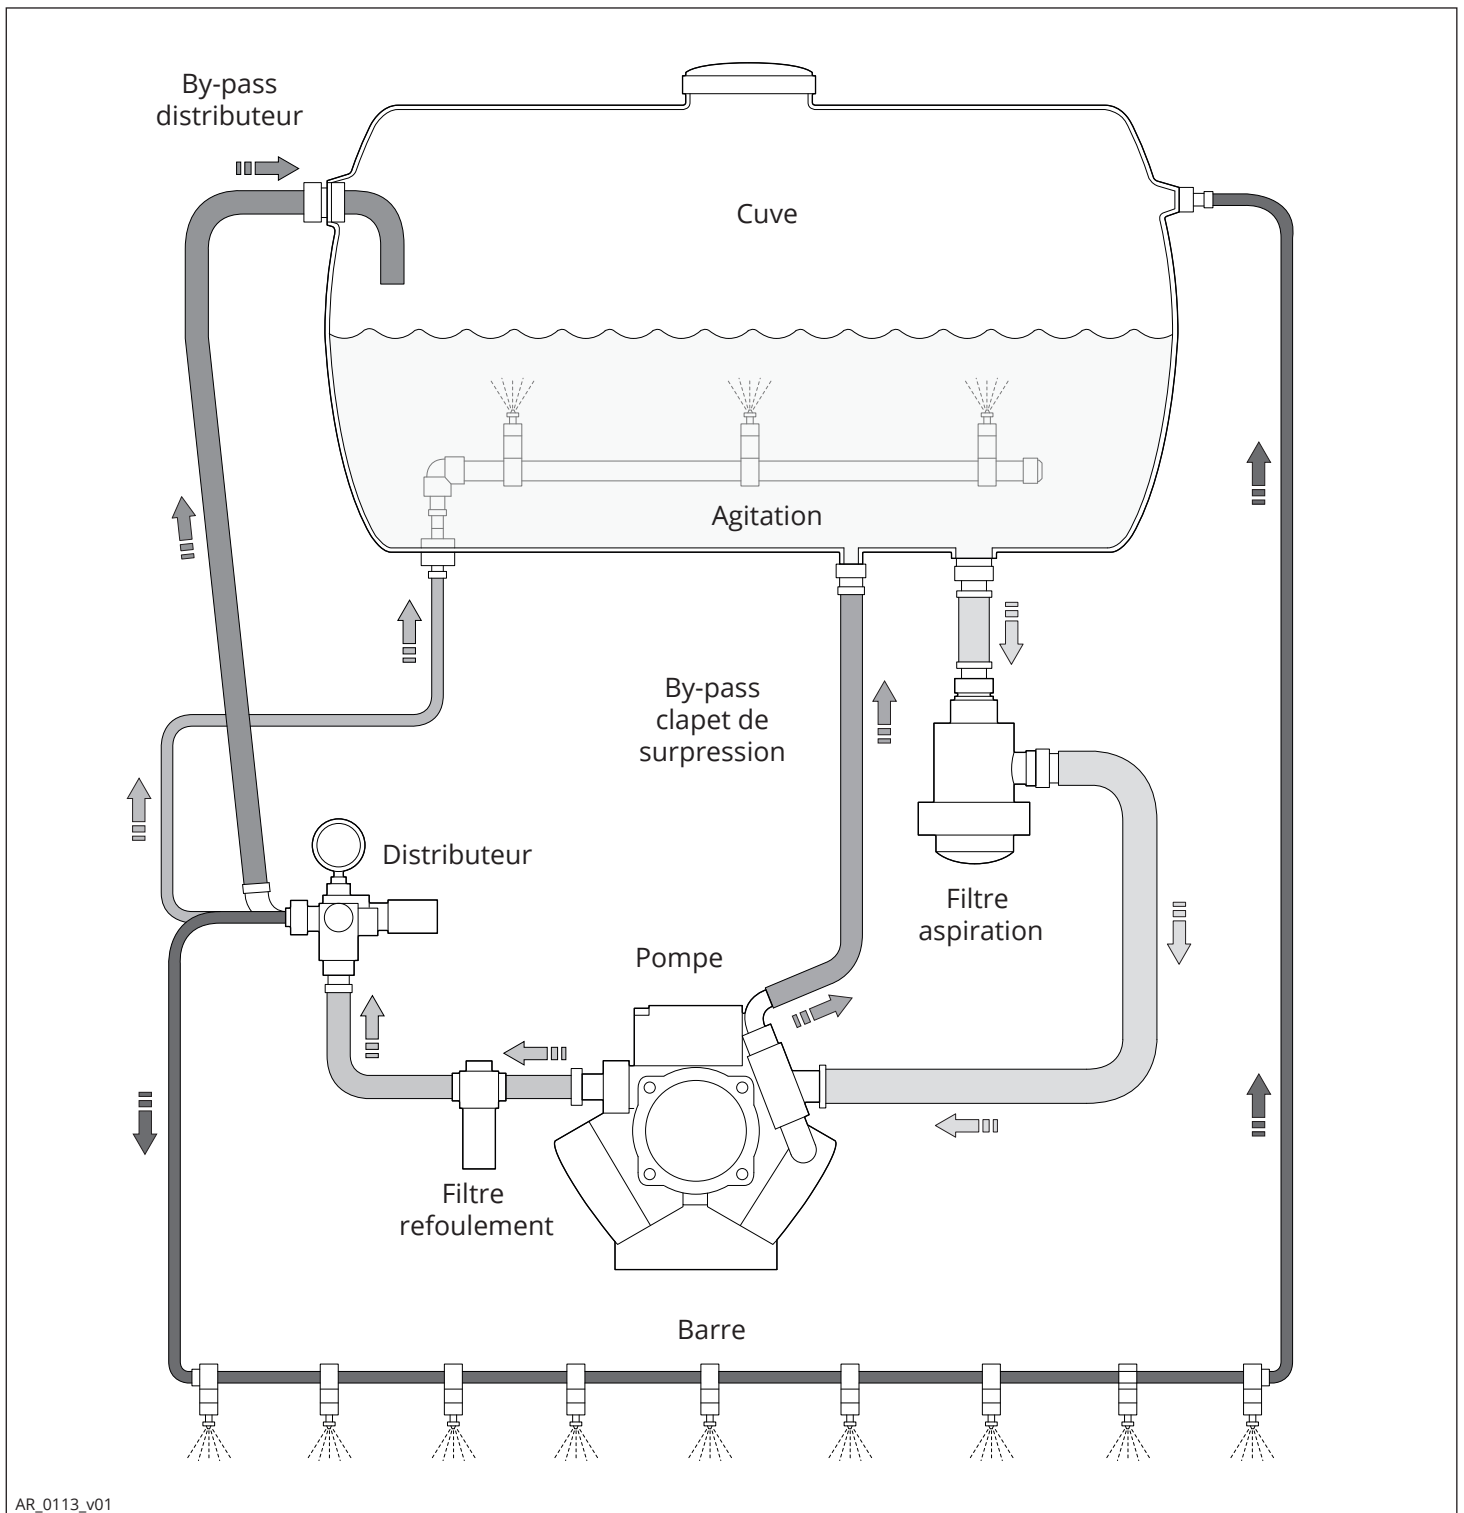 By-pass
distributeur
Cuve
Agitation
By-pass
clapet de
surpression
Distributeur
Filtre
aspiration
Pompe
Filtre
refoulement
Barre
AR_0113_v01